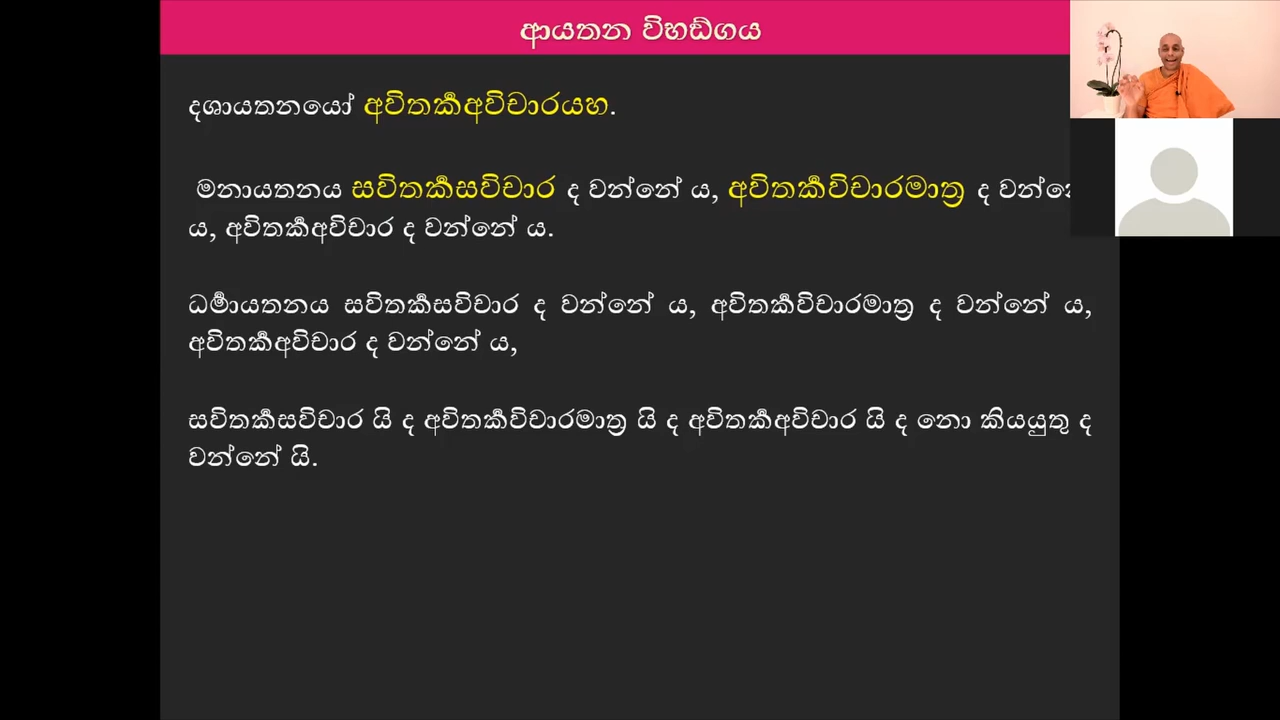 ආයතන විභඞ්ගය
දශායතනයෝ අවිතර්‍කඅවිචාරයහ.
මනායතනය සවිතර්‍කසවිචාර ද වන්නේ ය, අවිතර්‍කවිචාරමාත්‍ර ද වන්නේ
ය, අවිතර්‍කඅවිචාර ද වන්නේ ය.
ධර්‍මායතනය සවිතර්‍කසවිචාර ද වන්නේ ය, අවිතර්‍කවිචාරමාත්‍ර ද වන්නේ ය,
අවිතර්‍කඅවිචාර ද වන්නේ ය,
සවිතර්‍කසවිචාර යි ද අවිතර්‍කවිචාරමාත්‍ර යි ද අවිතර්‍කඅවිචාර යි ද නො කියයුතු ද
වන්නේ යි.